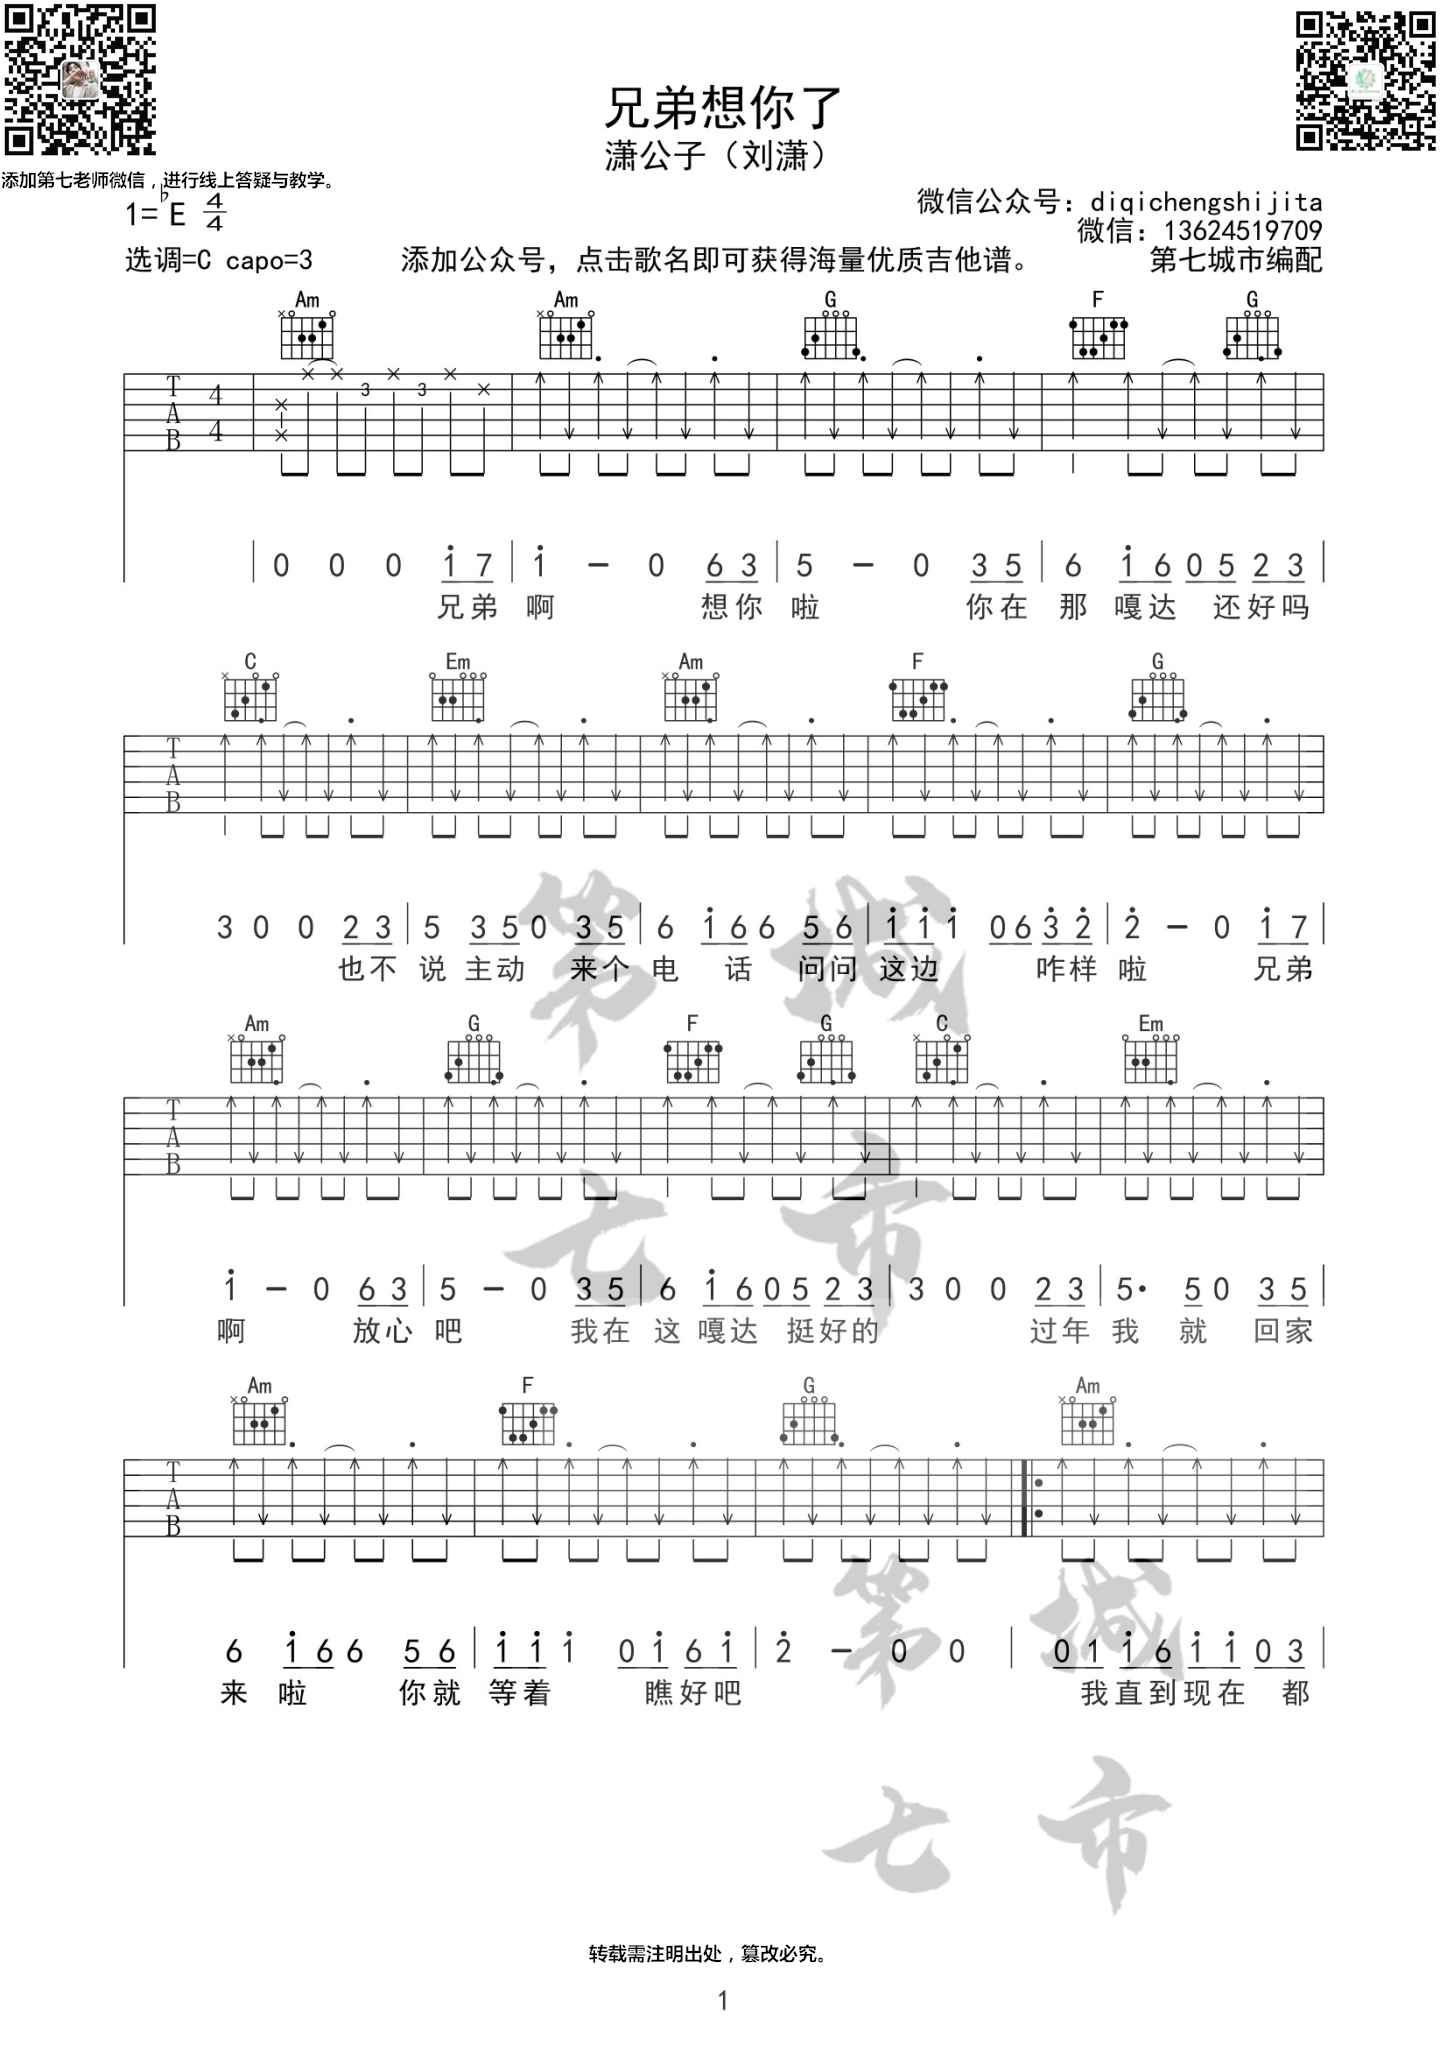 兄弟想你了
潇公子（刘潇）
添加第七老师微信，进行线上答疑与教学。
1=♭E 4/4
微信公众号：diqichengshijita
微信：13624519709
选调=C capo=3 添加公众号，点击歌名即可获得海量优质吉他谱。 第七城市编配
Am Am G F G
T A B 4 4 3 3
0 0 0 i 7 | i - 0 6 3 | 5 - 0 3 5 | 6 i 6 0 5 2 3 |
兄弟 啊 想你 啦 你在 那 嘎达 还好吗
C Em Am F G
T A B
3 0 0 2 3 | 5 3 5 0 3 5 | 6 i 6 6 5 6 | i i i 0 6 3̇ 2̇ | 2̇ - 0 i 7 |
也不 说 主动 来个 电 话 问问 这边 咋样 啦 兄弟
Am G F G C Em
T A B
i - 0 6 3 | 5 - 0 3 5 | 6 i 6 0 5 2 3 | 3 0 0 2 3 | 5· 5 0 3 5 |
啊 放心 吧 我在 这 嘎达 挺好的 过年 我 就 回家
Am F G Am
T A B
6 i 6 6 5 6 | i i i 0 i 6 i | 2̇ - 0 0 | 0 i i 6 i i 0 3 |
来 啦 你就 等着 瞧好吧 我直到现在 都
第 七 城 市
第 七 城 市
转载需注明出处，篡改必究。
1